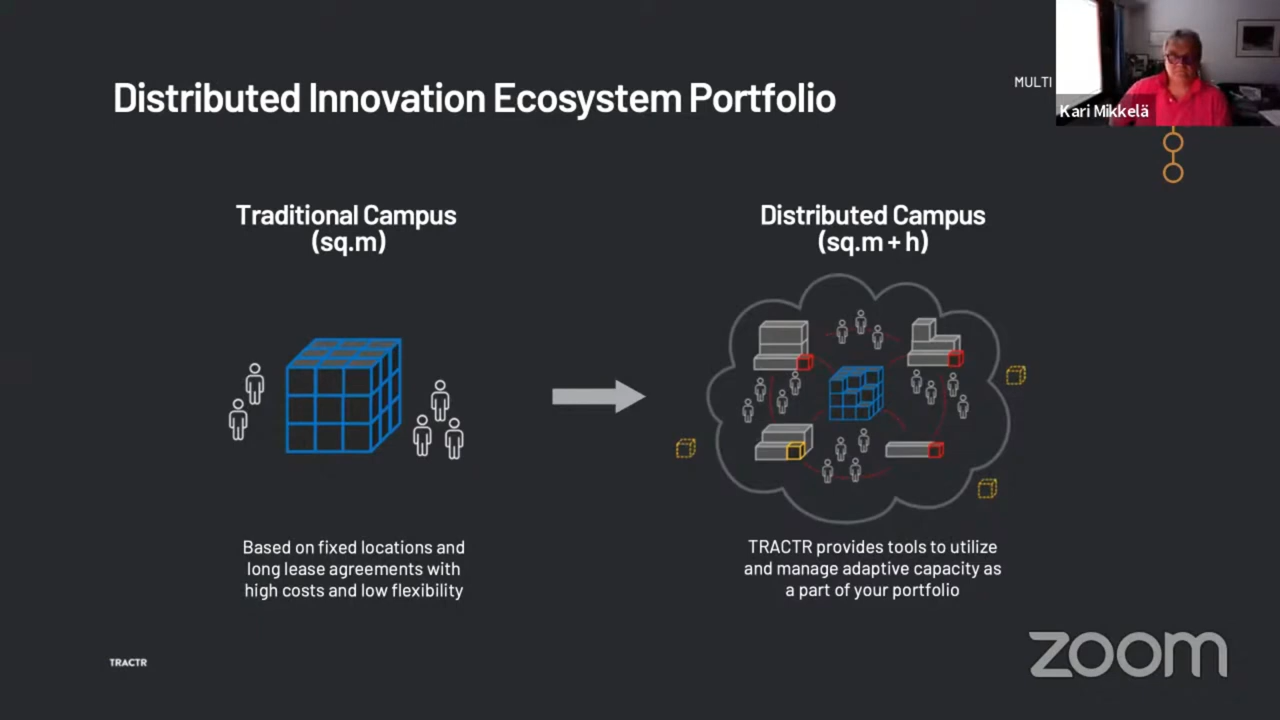 Distributed Innovation Ecosystem Portfolio
MULTI
Kari Mikkelä
Traditional Campus
(sq.m)
Distributed Campus
(sq.m + h)
Based on fixed locations and
long lease agreements with
high costs and low flexibility
TRACTR provides tools to utilize
and manage adaptive capacity as
a part of your portfolio
TRACTR
zoom